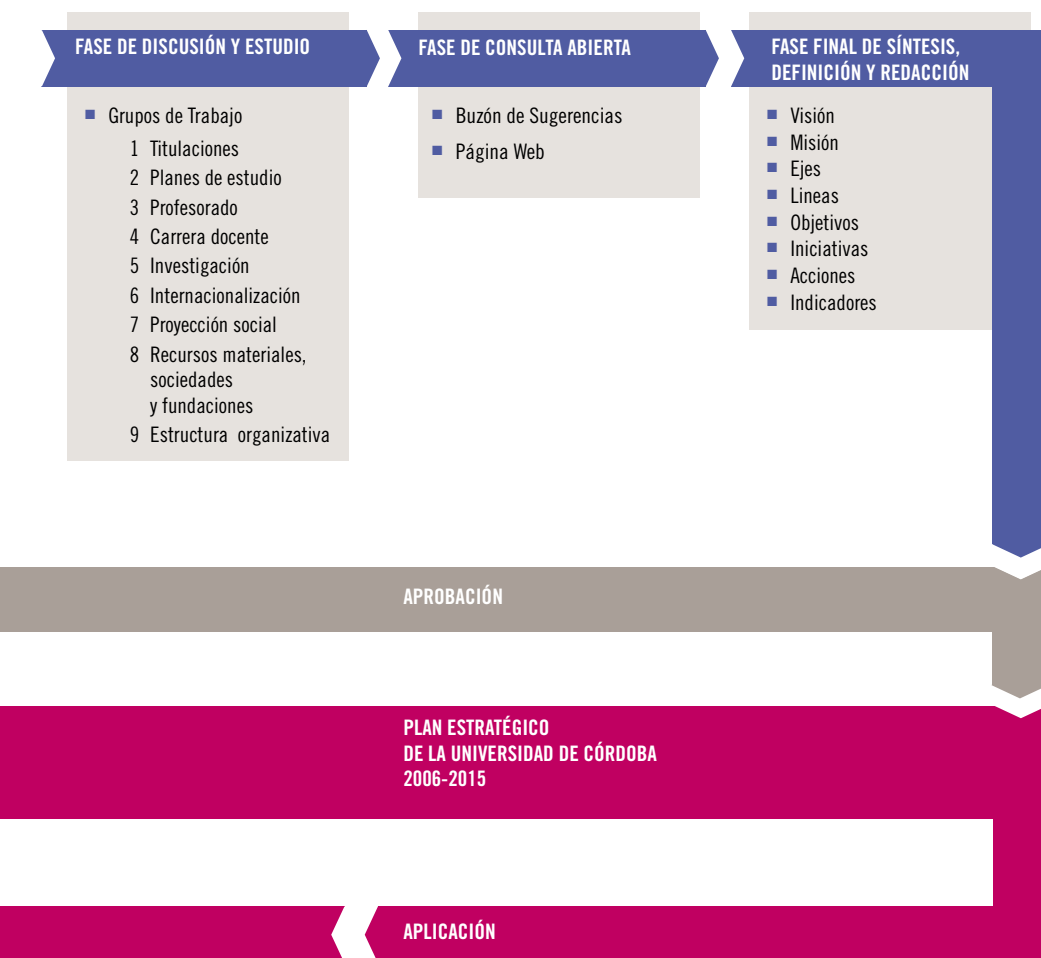 FASE DE DISCUSIÓN Y ESTUDIO
Grupos de Trabajo
1 Titulaciones
2 Planes de estudio
3 Profesorado
4 Carrera docente
5 Investigación
6 Internacionalización
7 Proyección social
8 Recursos materiales,
sociedades
y fundaciones
9 Estructura organizativa
FASE DE CONSULTA ABIERTA
Buzón de Sugerencias
Página Web
FASE FINAL DE SÍNTESIS,
DEFINICIÓN Y REDACCIÓN
Visión
Misión
Ejes
Lineas
Objetivos
Iniciativas
Acciones
Indicadores
APROBACIÓN
PLAN ESTRATÉGICO
DE LA UNIVERSIDAD DE CÓRDOBA
2006-2015
APLICACIÓN